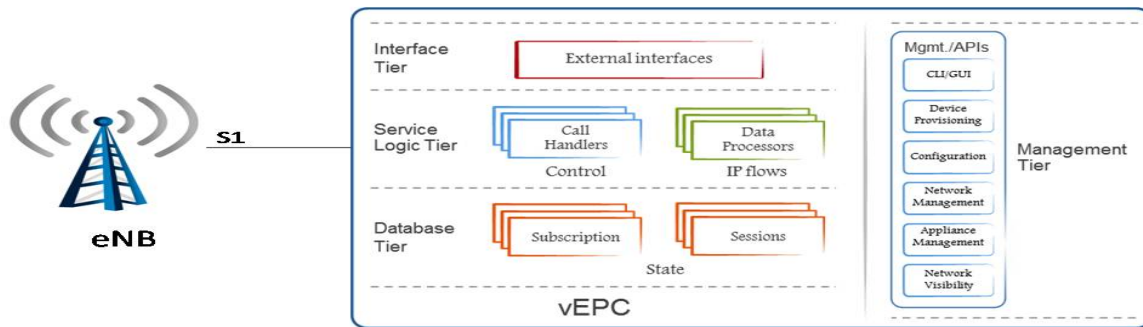 S1
eNB
Interface
Tier
External interfaces
Service
Logic Tier
Call
Handlers
Control
Data
Processors
IP flows
Database
Tier
Subscription
Sessions
State
vEPC
Mgmt./APIs
CLI/GUI
Device
Provisioning
Configuration
Network
Management
Appliance
Management
Network
Visibility
Management
Tier